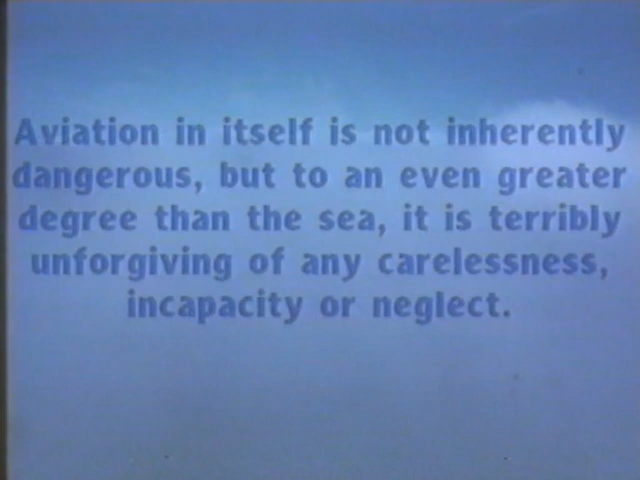 Aviation in itself is not inherently
dangerous, but to an even greater
degree than the sea, it is terribly
unforgiving of any carelessness,
incapacity or neglect.